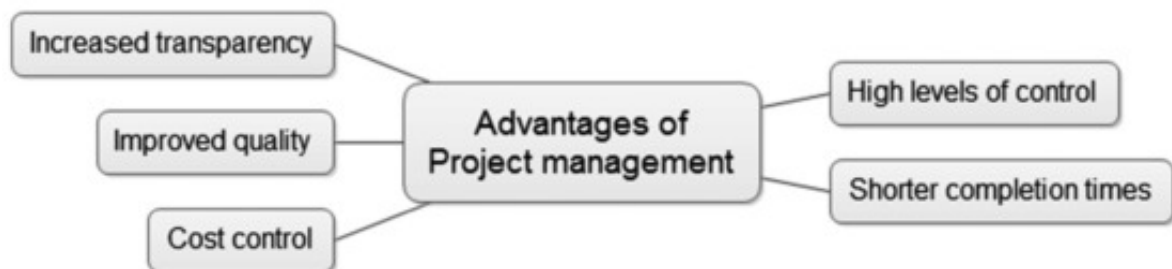 Increased transparency
Improved quality
Cost control
Advantages of
Project management
High levels of control
Shorter completion times